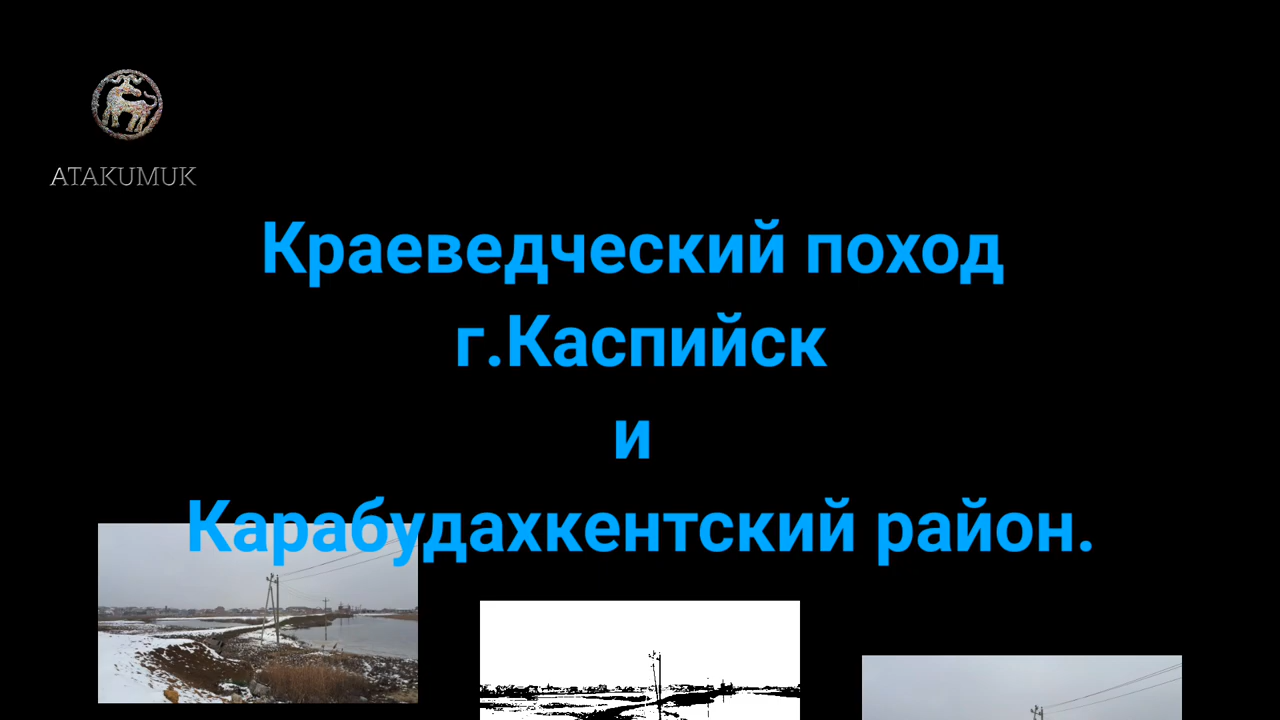 ATAKUMUK
Краеведческий поход
г.Каспийск
и
Карабудахкентский район.